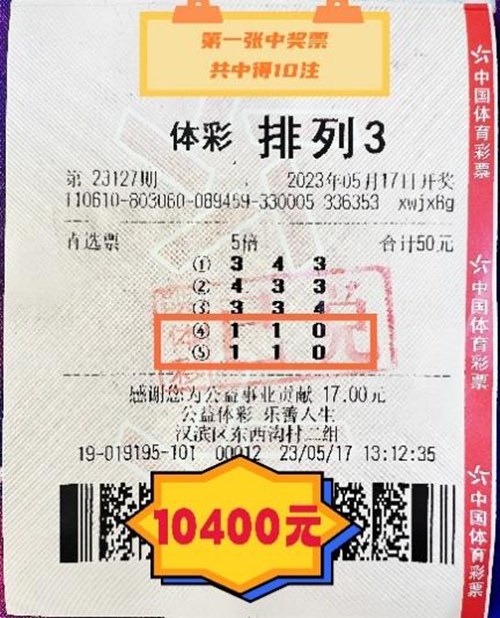 第一张中奖票
共中得10注
体彩 排列3
第 23127期 2023年05月17日开奖
110610-803060-089469-330005 336353 xwjx6g
直选票 5倍 合计50元
① 3 4 3
② 4 3 3
③ 3 3 4
④ 1 1 0
⑤ 1 1 0
感谢您为公益事业贡献 17.00元
公益体彩 乐善人生
汉滨区东西沟村二组
19-019195-101 00012 23/05/17 13:12:35
10400元
中国体育彩票
中国体育彩票
中国体育彩票